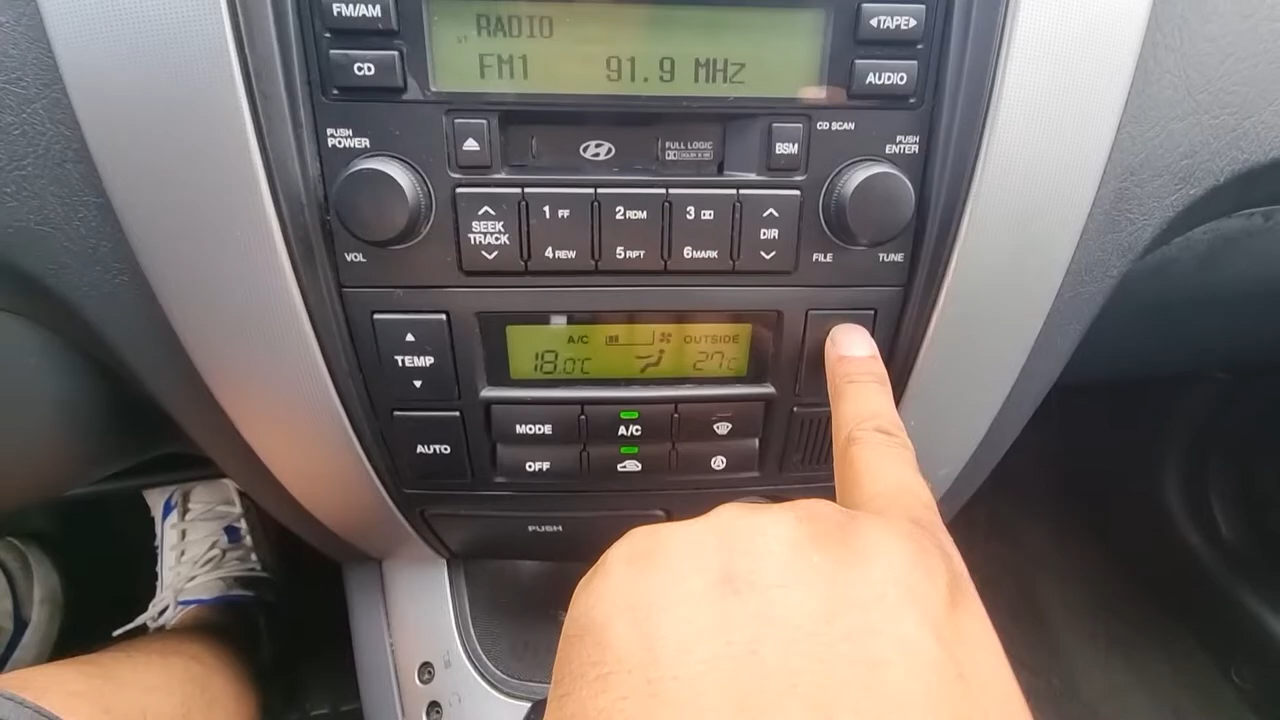 FM/AM
RADIO
TAPE
ST
CD
FM1 91.9 MHz
AUDIO
PUSH
POWER
FULL LOGIC
BSM
CD SCAN
PUSH
ENTER
SEEK
TRACK
1 FF
2 RDM
3
DIR
4 REW
5 RPT
6 MARK
VOL
FILE
TUNE
TEMP
A/C
OUTSIDE
18.0°C
27°C
MODE
A/C
AUTO
OFF
PUSH